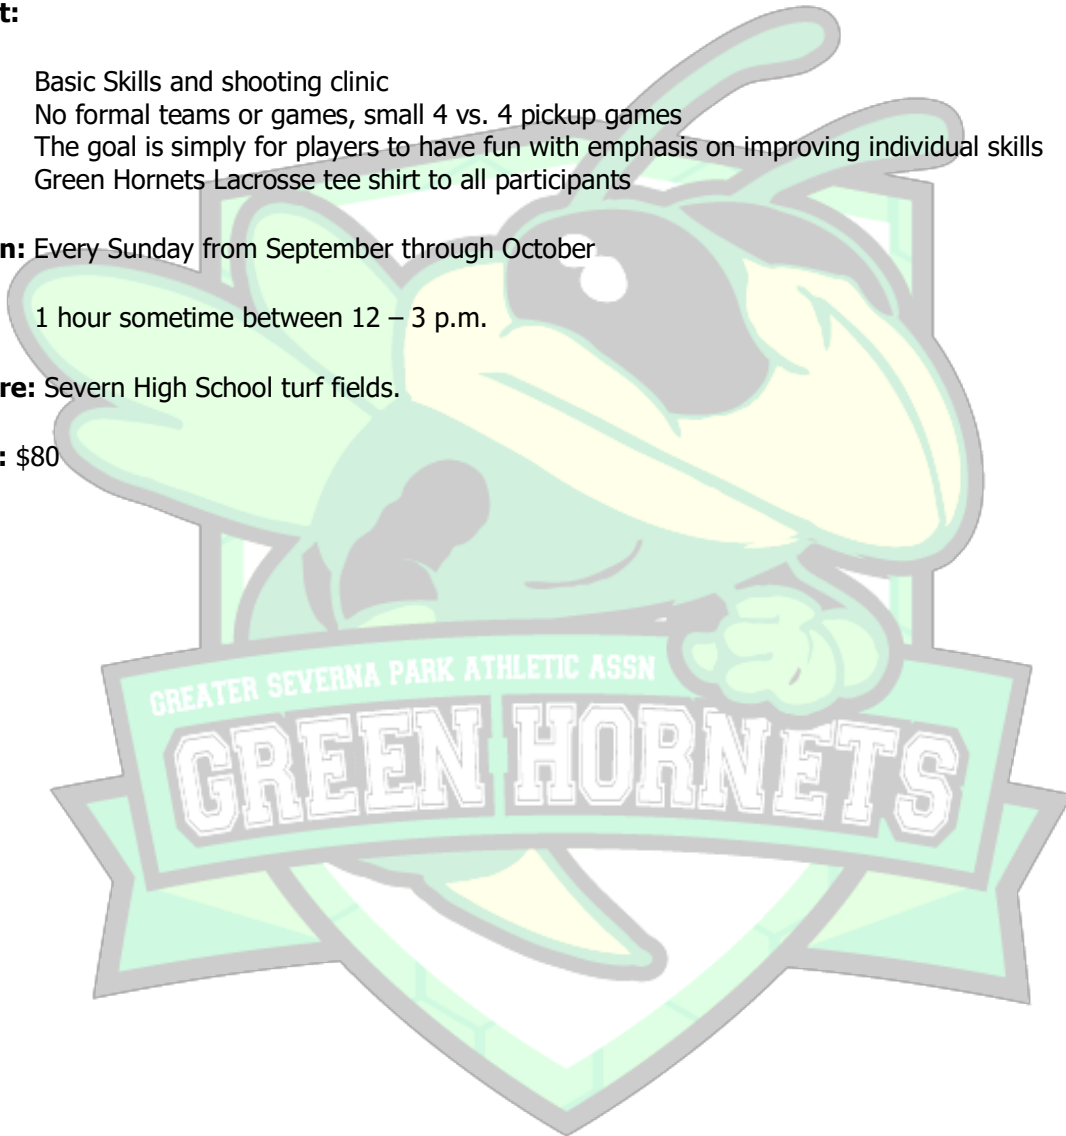 t:
Basic Skills and shooting clinic
No formal teams or games, small 4 vs. 4 pickup games
The goal is simply for players to have fun with emphasis on improving individual skills
Green Hornets Lacrosse tee shirt to all participants
n: Every Sunday from September through October
1 hour sometime between 12 – 3 p.m.
re: Severn High School turf fields.
: $80
GREATER SEVERNA PARK ATHLETIC ASSN
GREEN HORNETS